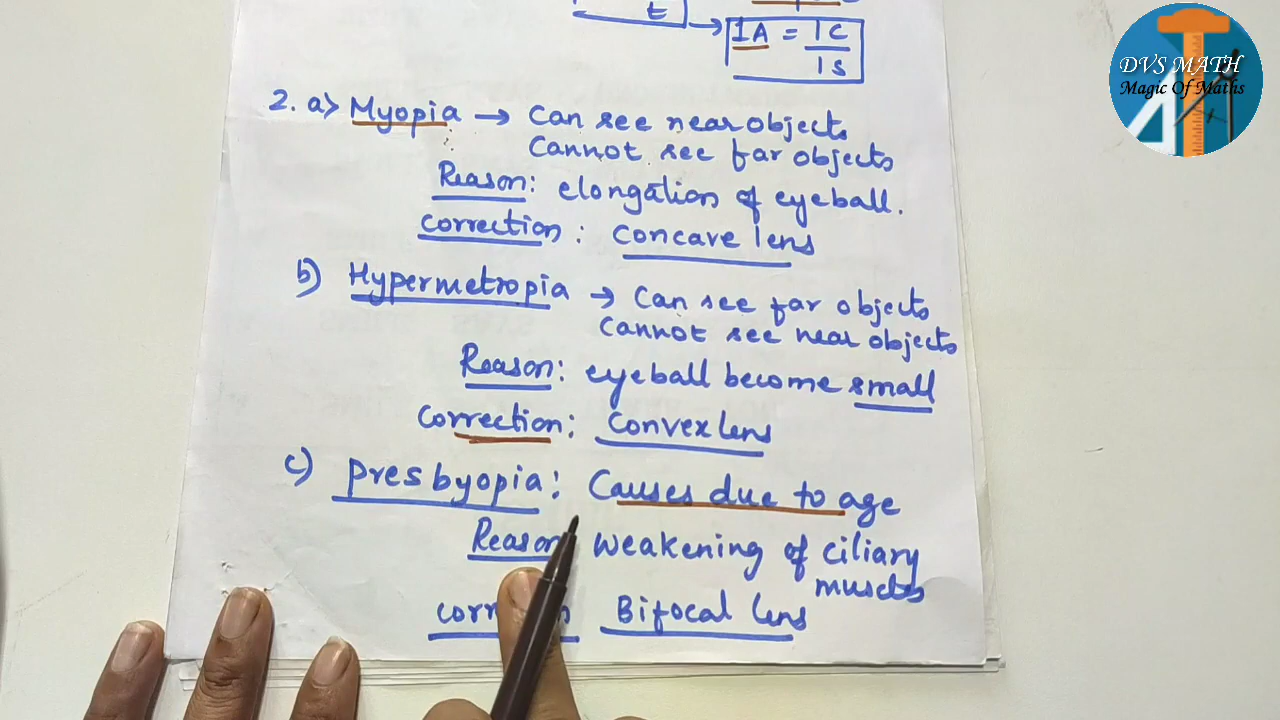 t
1A = 1C
1s
2. a) Myopia → Can see near objects
Cannot see far objects
Reason: elongation of eyeball.
correction: concave lens
b) Hypermetropia → Can see far objects
cannot see near objects
Reason: eyeball become small
correction: Convex lens
c) presbyopia: Causes due to age
Reason weakening of ciliary
muscles
Bifocal lens
DVS MATH
Magic Of Maths